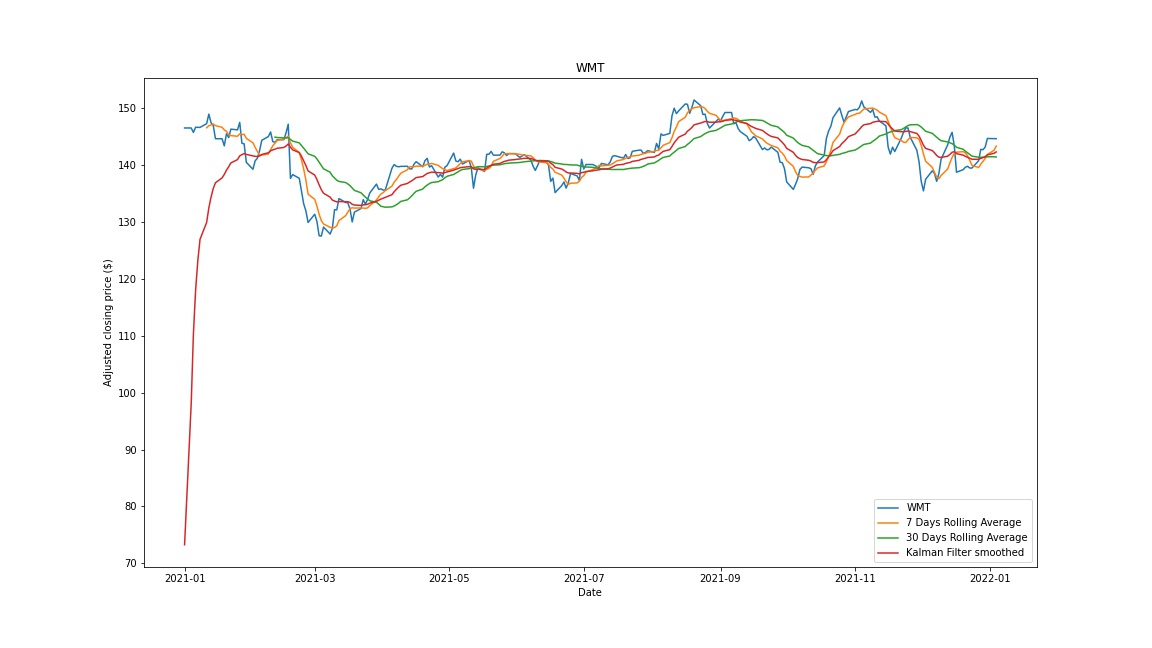 WMT
150
140
130
120
110
100
90
80
70
Adjusted closing price ($)
2021-01
2021-03
2021-05
2021-07
2021-09
2021-11
2022-01
Date
WMT
7 Days Rolling Average
30 Days Rolling Average
Kalman Filter smoothed